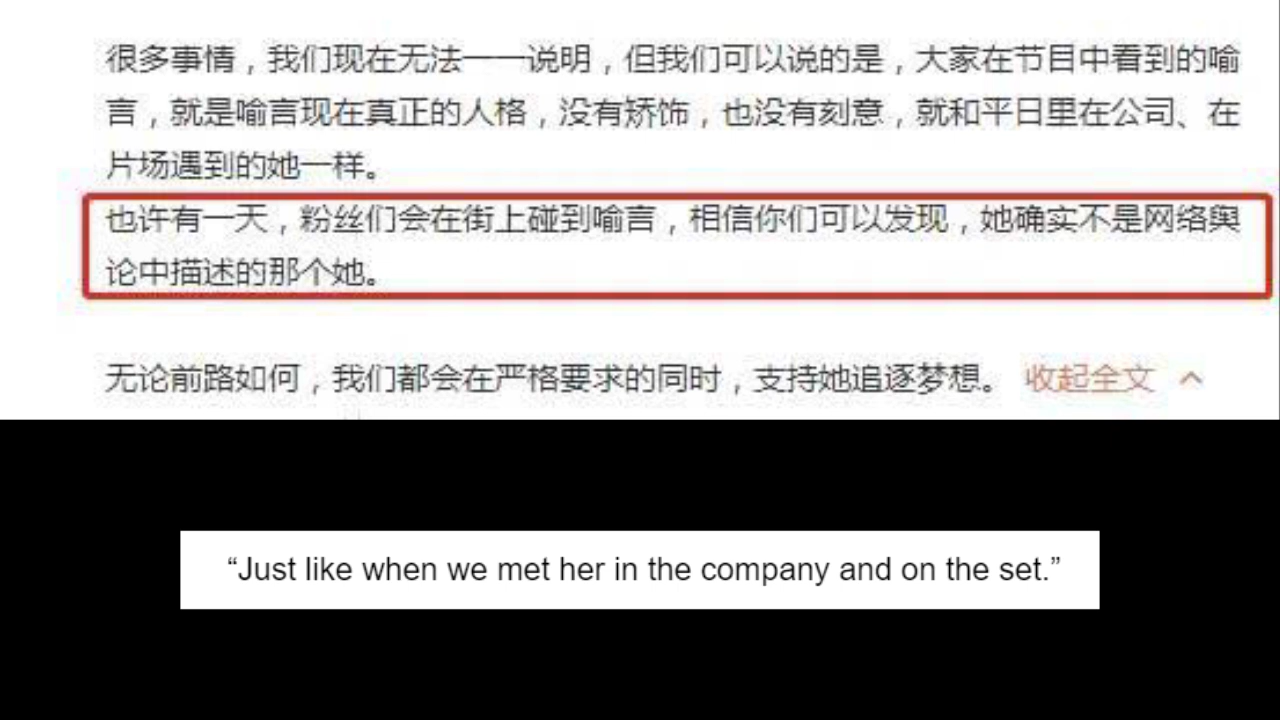 很多事情，我们现在无法一一说明，但我们可以说的是，大家在节目中看到的喻
言，就是喻言现在真正的人格，没有矫饰，也没有刻意，就和平日里在公司、在
片场遇到的她一样。
也许有一天，粉丝们会在街上碰到喻言，相信你们可以发现，她确实不是网络舆
论中描述的那个她。
无论前路如何，我们都会在严格要求的同时，支持她追逐梦想。 收起全文
“Just like when we met her in the company and on the set.”